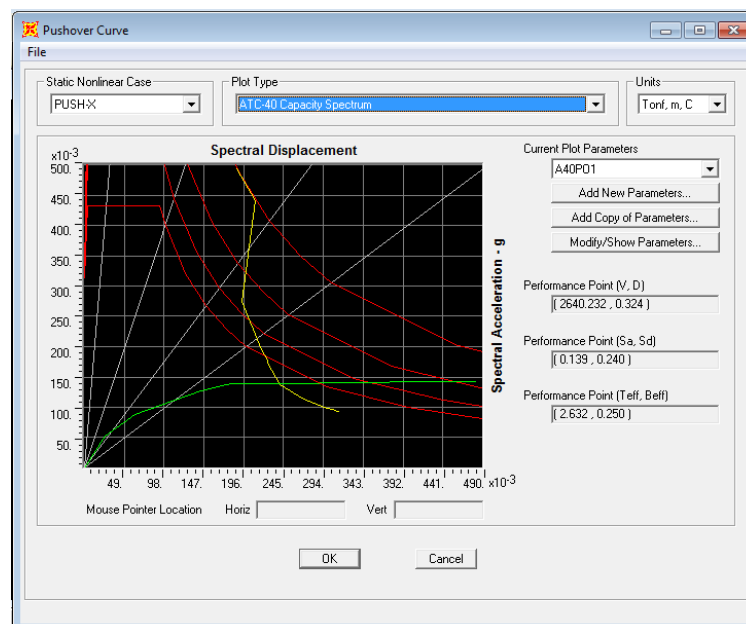 Pushover Curve
File
Static Nonlinear Case
PUSH-X
Plot Type
ATC-40 Capacity Spectrum
Units
Tonf, m, C
Spectral Displacement
x10-3
500.
450.
400.
350.
300.
250.
200.
150.
100.
50.
49. 98. 147. 196. 245. 294. 343. 392. 441. 490. x10-3
Spectral Acceleration - g
Mouse Pointer Location Horiz Vert
Current Plot Parameters
A40PO1
Add New Parameters...
Add Copy of Parameters...
Modify/Show Parameters...
Performance Point (V, D)
( 2640.232 , 0.324 )
Performance Point (Sa, Sd)
( 0.139 , 0.240 )
Performance Point (Teff, Beff)
( 2.632 , 0.250 )
OK
Cancel